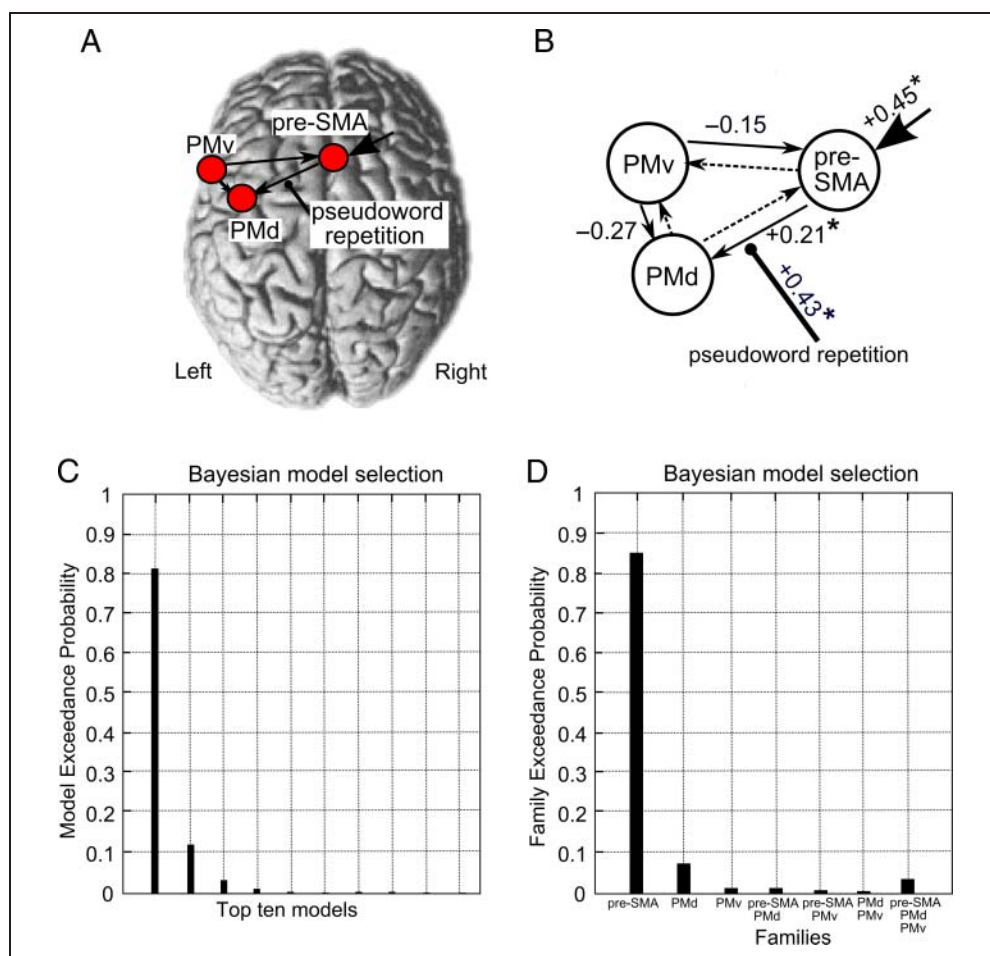 A
pre-SMA
PMv
PMd
pseudoword
repetition
Left
Right
B
+0.45*
−0.15
PMv
pre-
SMA
−0.27
+0.21*
PMd
+0.43*
pseudoword repetition
C
Bayesian model selection
Model Exceedance Probability
1
0.9
0.8
0.7
0.6
0.5
0.4
0.3
0.2
0.1
0
Top ten models
D
Bayesian model selection
Family Exceedance Probability
1
0.9
0.8
0.7
0.6
0.5
0.4
0.3
0.2
0.1
0
pre-SMA
PMd
PMv
pre-SMA
PMd
pre-SMA
PMv
PMd
PMv
pre-SMA
PMd
PMv
Families